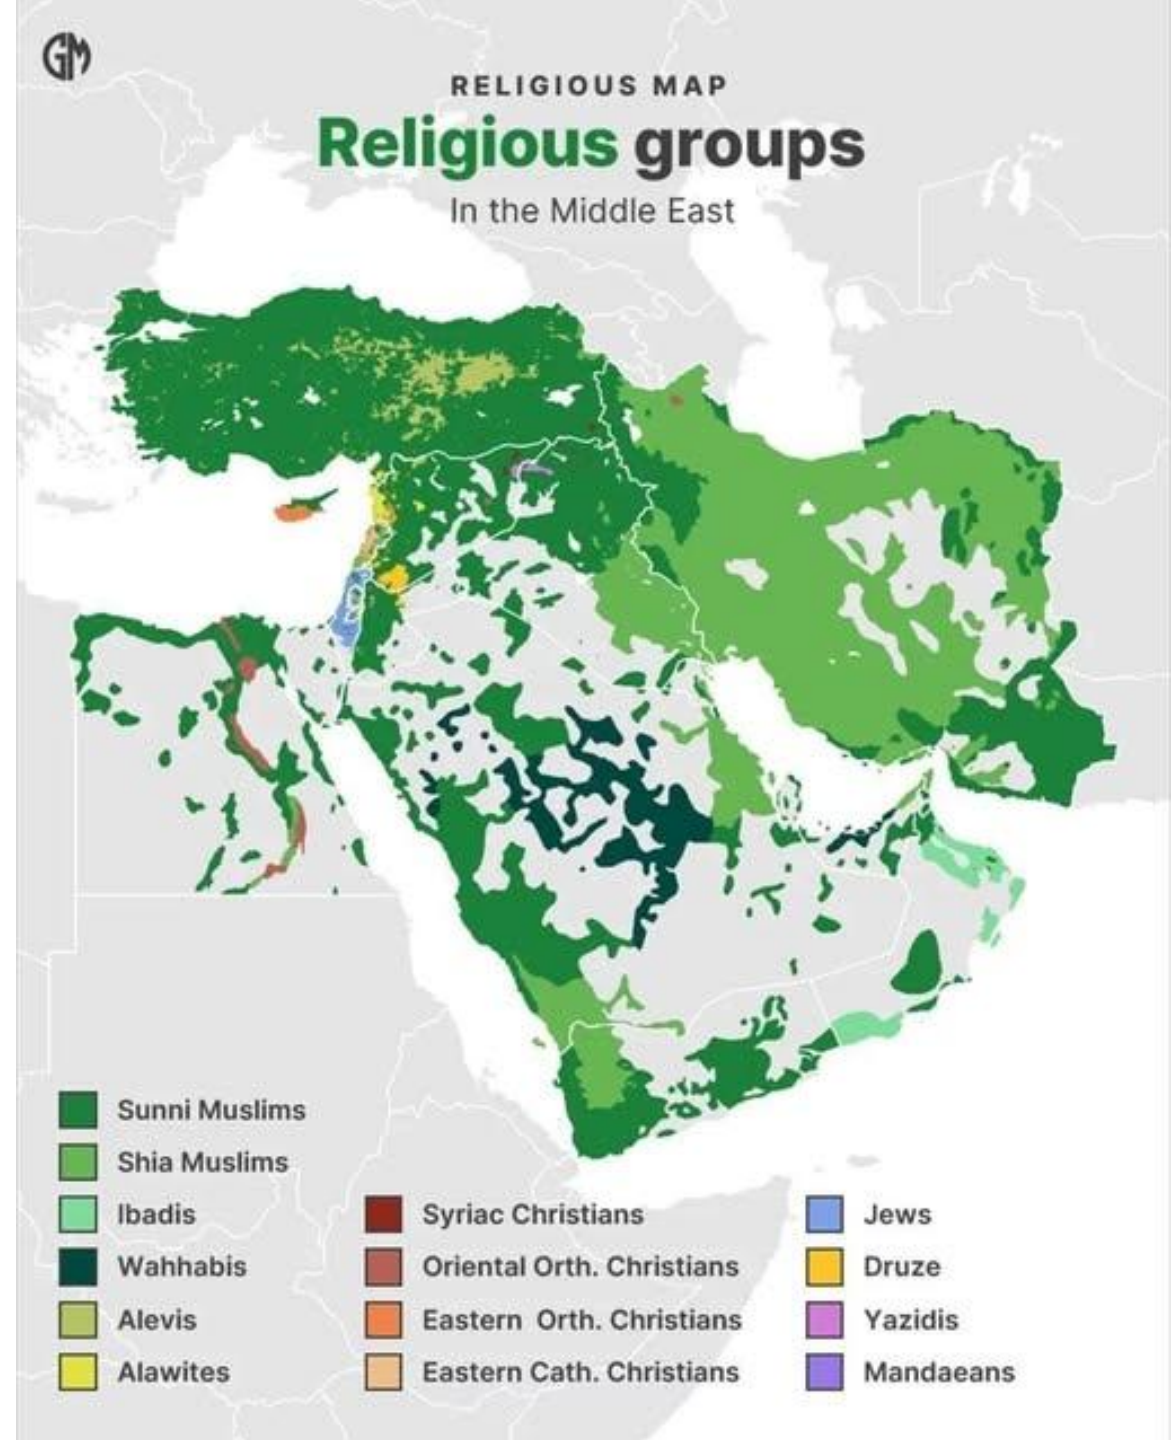 GM
RELIGIOUS MAP
Religious groups
In the Middle East
Sunni Muslims
Shia Muslims
Ibadis
Wahhabis
Alevis
Alawites
Syriac Christians
Oriental Orth. Christians
Eastern Orth. Christians
Eastern Cath. Christians
Jews
Druze
Yazidis
Mandaeans